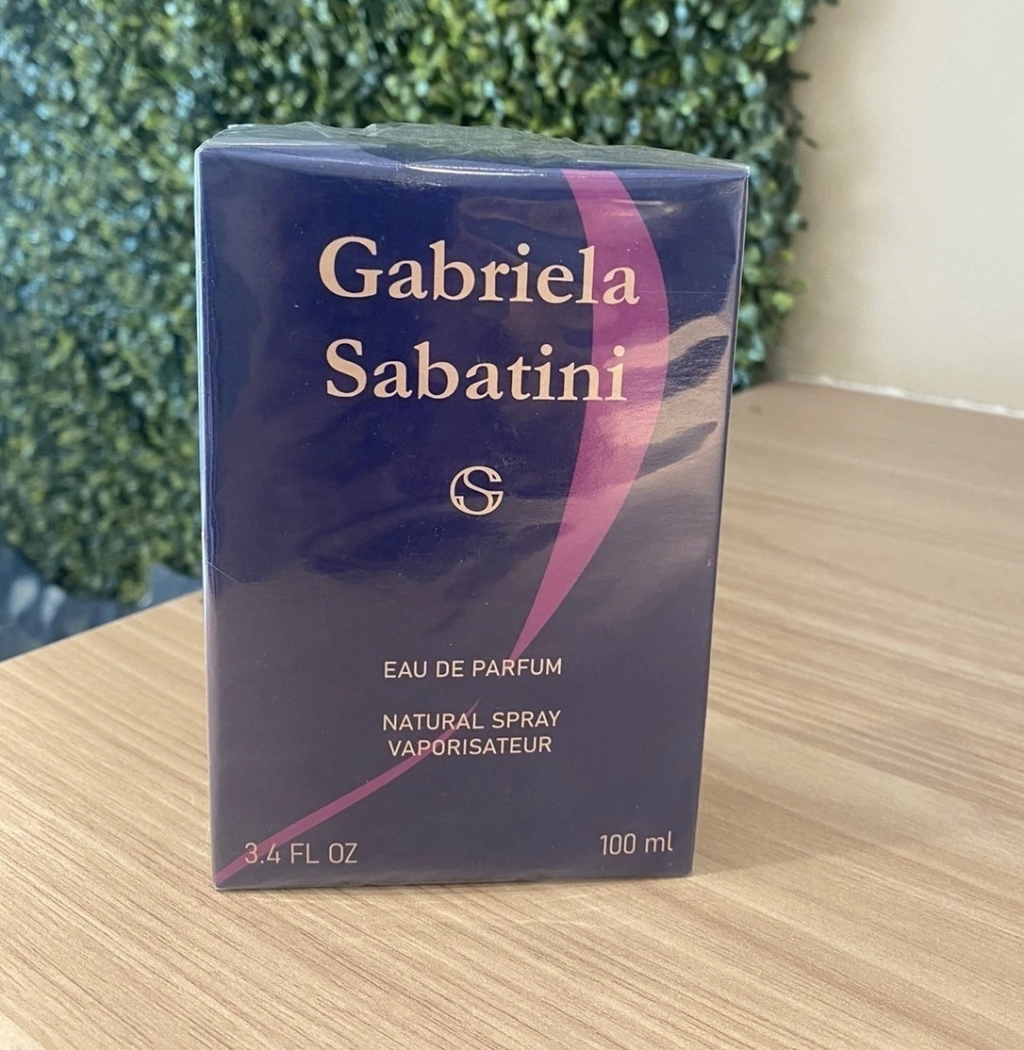 Gabriela
Sabatini
GS
EAU DE PARFUM
NATURAL SPRAY
VAPORISATEUR
3.4 FL OZ
100 ml